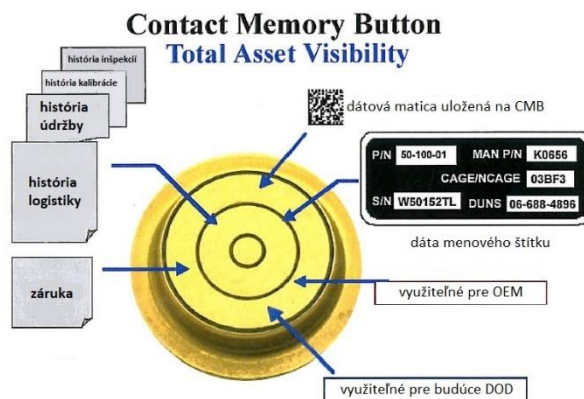 Contact Memory Button
Total Asset Visibility
história inšpekcií
história kalibrácie
história
údržby
história
logistiky
záruka
dátová matica uložená na CMB
P/N 50-100-01 MAN P/N K0656
CAGE/NCAGE 03BF3
S/N W50152TL DUNS 06-688-4896
dáta menového štítku
využiteľné pre OEM
využiteľné pre budúce DOD